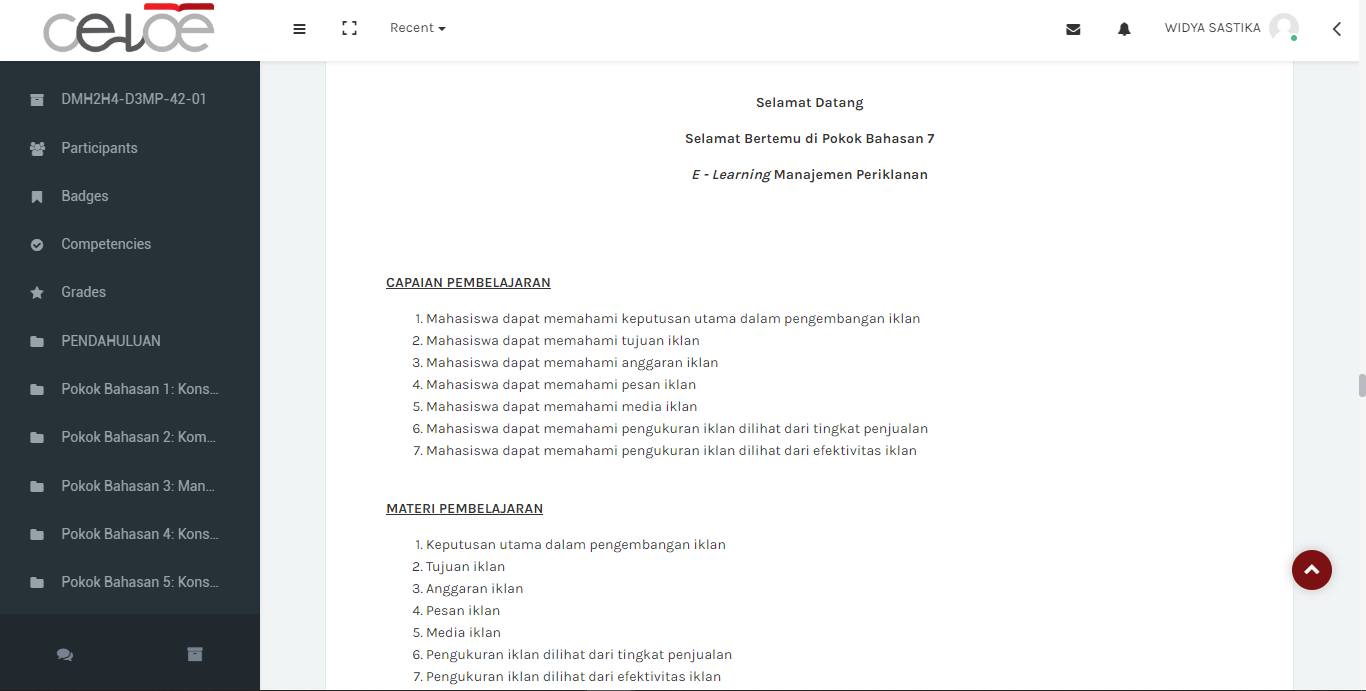 celoe
Recent
WIDYA SASTIKA
DMH2H4-D3MP-42-01
Participants
Badges
Competencies
Grades
PENDAHULUAN
Pokok Bahasan 1: Kons...
Pokok Bahasan 2: Kom...
Pokok Bahasan 3: Man...
Pokok Bahasan 4: Kons...
Pokok Bahasan 5: Kons...
Selamat Datang
Selamat Bertemu di Pokok Bahasan 7
E - Learning Manajemen Periklanan
CAPAIAN PEMBELAJARAN
1. Mahasiswa dapat memahami keputusan utama dalam pengembangan iklan
2. Mahasiswa dapat memahami tujuan iklan
3. Mahasiswa dapat memahami anggaran iklan
4. Mahasiswa dapat memahami pesan iklan
5. Mahasiswa dapat memahami media iklan
6. Mahasiswa dapat memahami pengukuran iklan dilihat dari tingkat penjualan
7. Mahasiswa dapat memahami pengukuran iklan dilihat dari efektivitas iklan
MATERI PEMBELAJARAN
1. Keputusan utama dalam pengembangan iklan
2. Tujuan iklan
3. Anggaran iklan
4. Pesan iklan
5. Media iklan
6. Pengukuran iklan dilihat dari tingkat penjualan
7. Pengukuran iklan dilihat dari efektivitas iklan